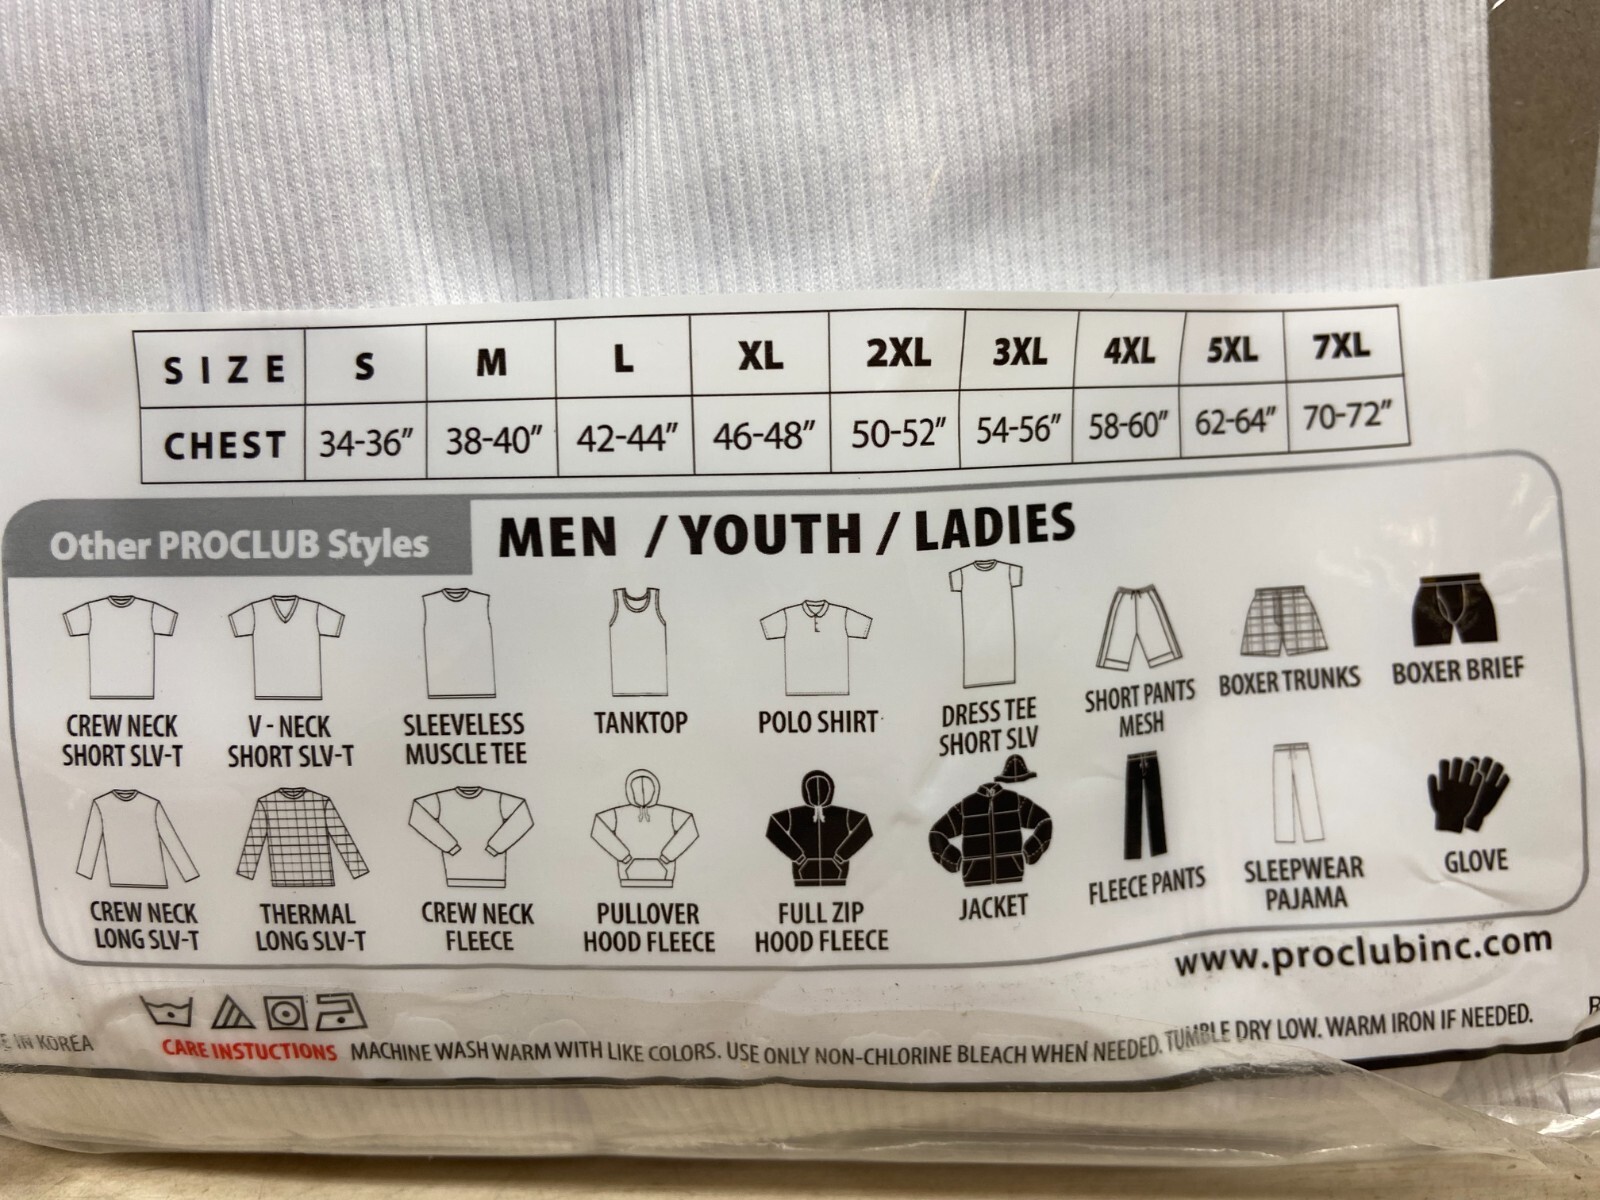 SIZE S M L XL 2XL 3XL 4XL 5XL 7XL
CHEST 34-36" 38-40" 42-44" 46-48" 50-52" 54-56" 58-60" 62-64" 70-72"
Other PROCLUB Styles MEN / YOUTH / LADIES
CREW NECK
SHORT SLV-T
V - NECK
SHORT SLV-T
SLEEVELESS
MUSCLE TEE
TANKTOP
POLO SHIRT
DRESS TEE
SHORT SLV
SHORT PANTS
MESH
BOXER TRUNKS
BOXER BRIEF
CREW NECK
LONG SLV-T
THERMAL
LONG SLV-T
CREW NECK
FLEECE
PULLOVER
HOOD FLEECE
FULL ZIP
HOOD FLEECE
JACKET
FLEECE PANTS
SLEEPWEAR
PAJAMA
GLOVE
www.proclubinc.com
IN KOREA
CARE INSTUCTIONS MACHINE WASH WARM WITH LIKE COLORS. USE ONLY NON-CHLORINE BLEACH WHEN NEEDED. TUMBLE DRY LOW. WARM IRON IF NEEDED.